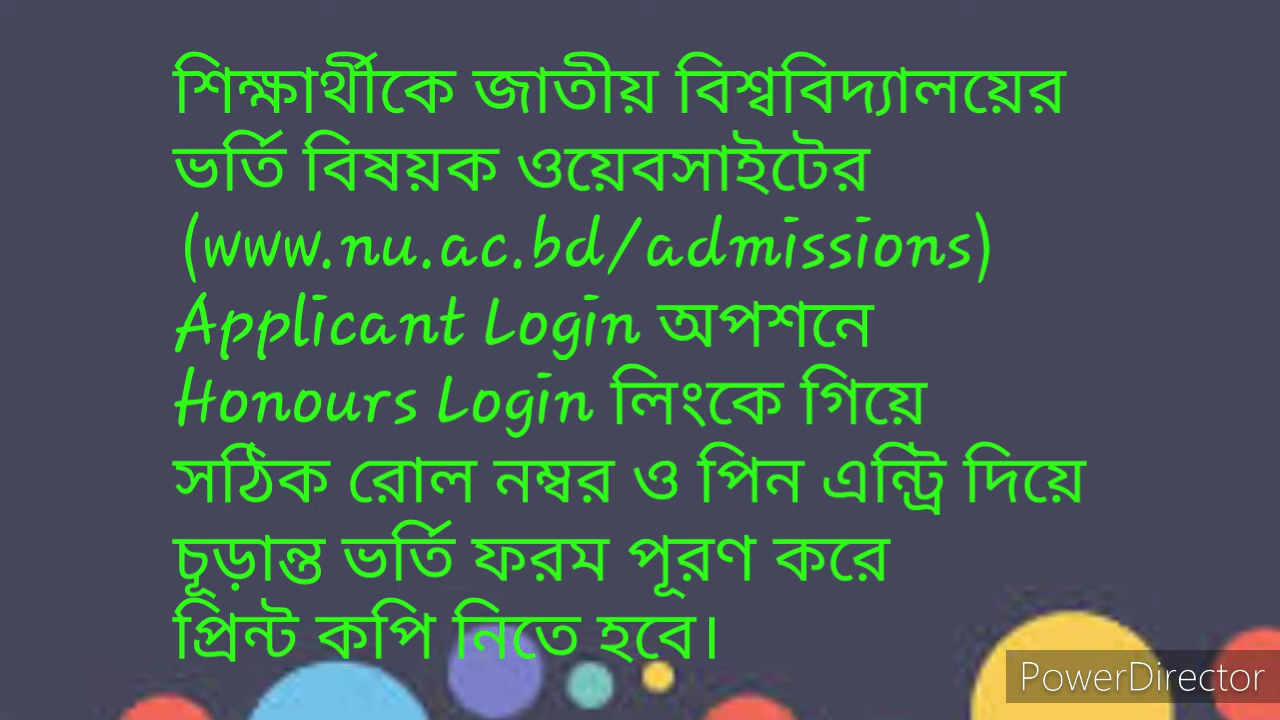 শিক্ষার্থীকে জাতীয় বিশ্ববিদ্যালয়ের
ভর্তি বিষয়ক ওয়েবসাইটের
(www.nu.ac.bd/admissions)
Applicant Login অপশনে
Honours Login লিংকে গিয়ে
সঠিক রোল নম্বর ও পিন এন্ট্রি দিয়ে
চূড়ান্ত ভর্তি ফরম পূরণ করে
প্রিন্ট কপি নিতে হবে।
PowerDirector